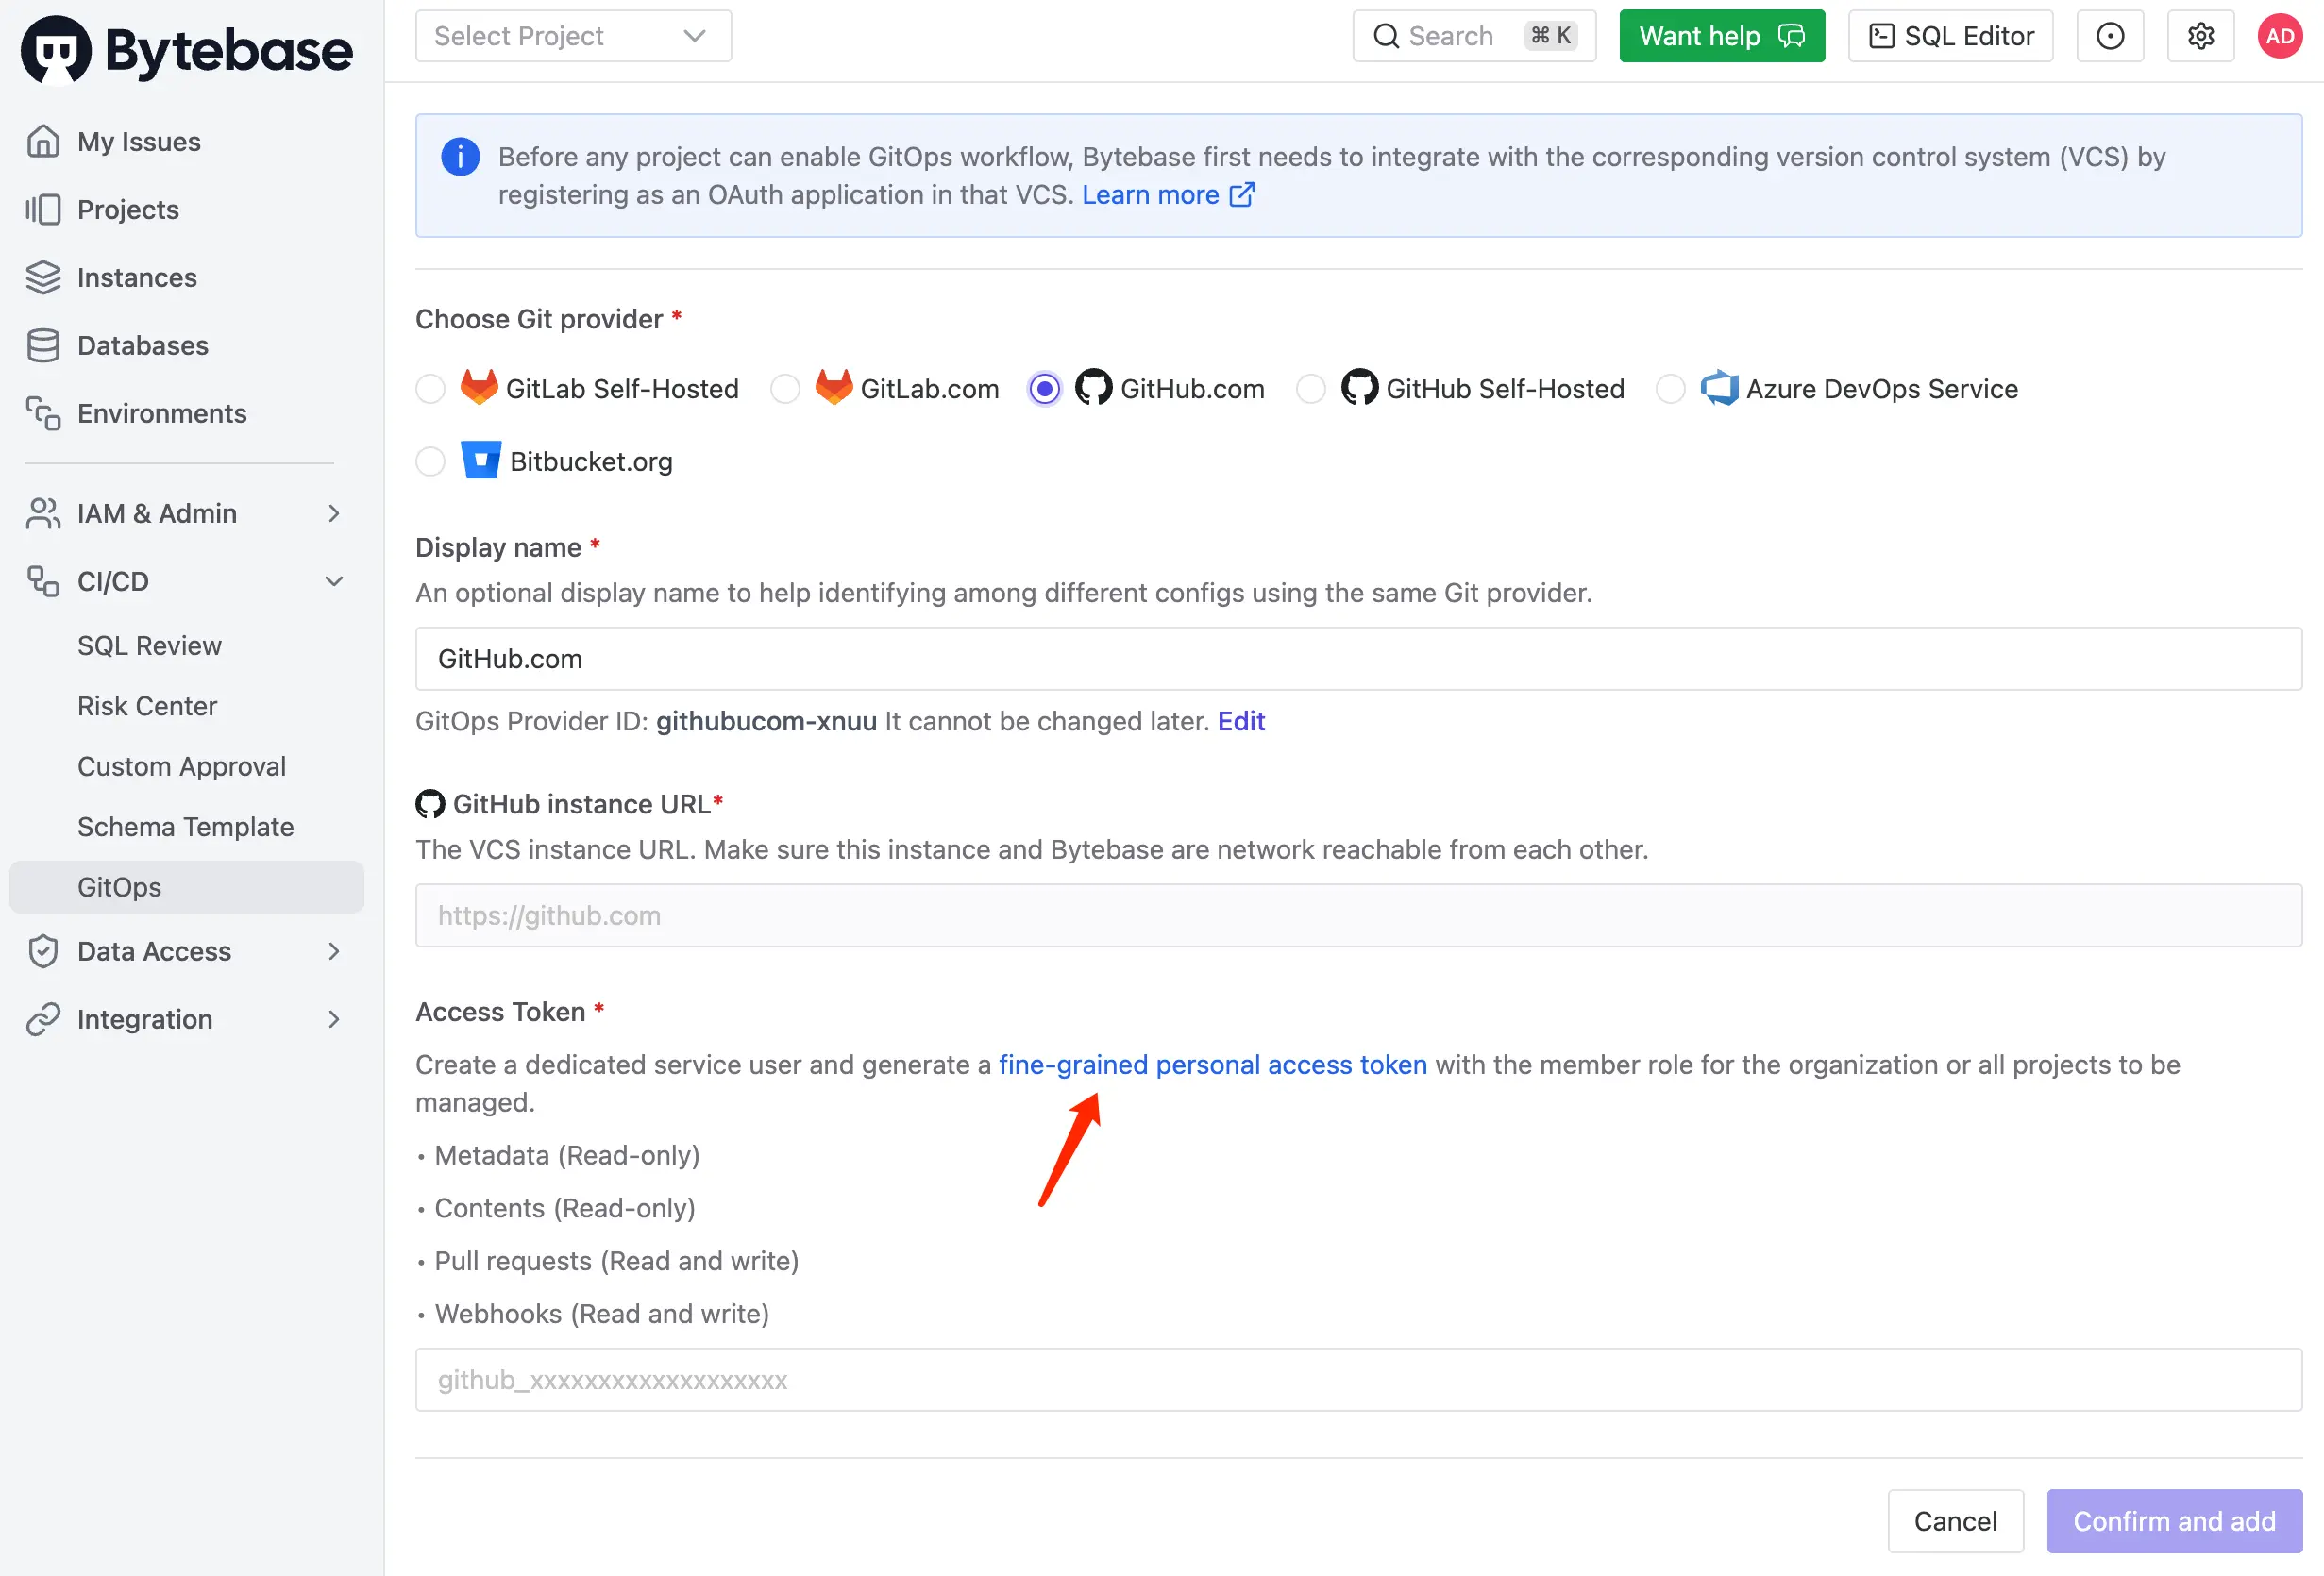 Bytebase
Select Project
Search ⌘ K
Want help
SQL Editor
AD
My Issues
Projects
Instances
Databases
Environments
IAM & Admin
CI/CD
SQL Review
Risk Center
Custom Approval
Schema Template
GitOps
Data Access
Integration
Before any project can enable GitOps workflow, Bytebase first needs to integrate with the corresponding version control system (VCS) by
registering as an OAuth application in that VCS. Learn more
Choose Git provider *
GitLab Self-Hosted
GitLab.com
GitHub.com
GitHub Self-Hosted
Azure DevOps Service
Bitbucket.org
Display name *
An optional display name to help identifying among different configs using the same Git provider.
GitHub.com
GitOps Provider ID: githubucom-xnuu It cannot be changed later. Edit
GitHub instance URL*
The VCS instance URL. Make sure this instance and Bytebase are network reachable from each other.
https://github.com
Access Token *
Create a dedicated service user and generate a fine-grained personal access token with the member role for the organization or all projects to be
managed.
• Metadata (Read-only)
• Contents (Read-only)
• Pull requests (Read and write)
• Webhooks (Read and write)
github_xxxxxxxxxxxxxxxxxxx
Cancel
Confirm and add